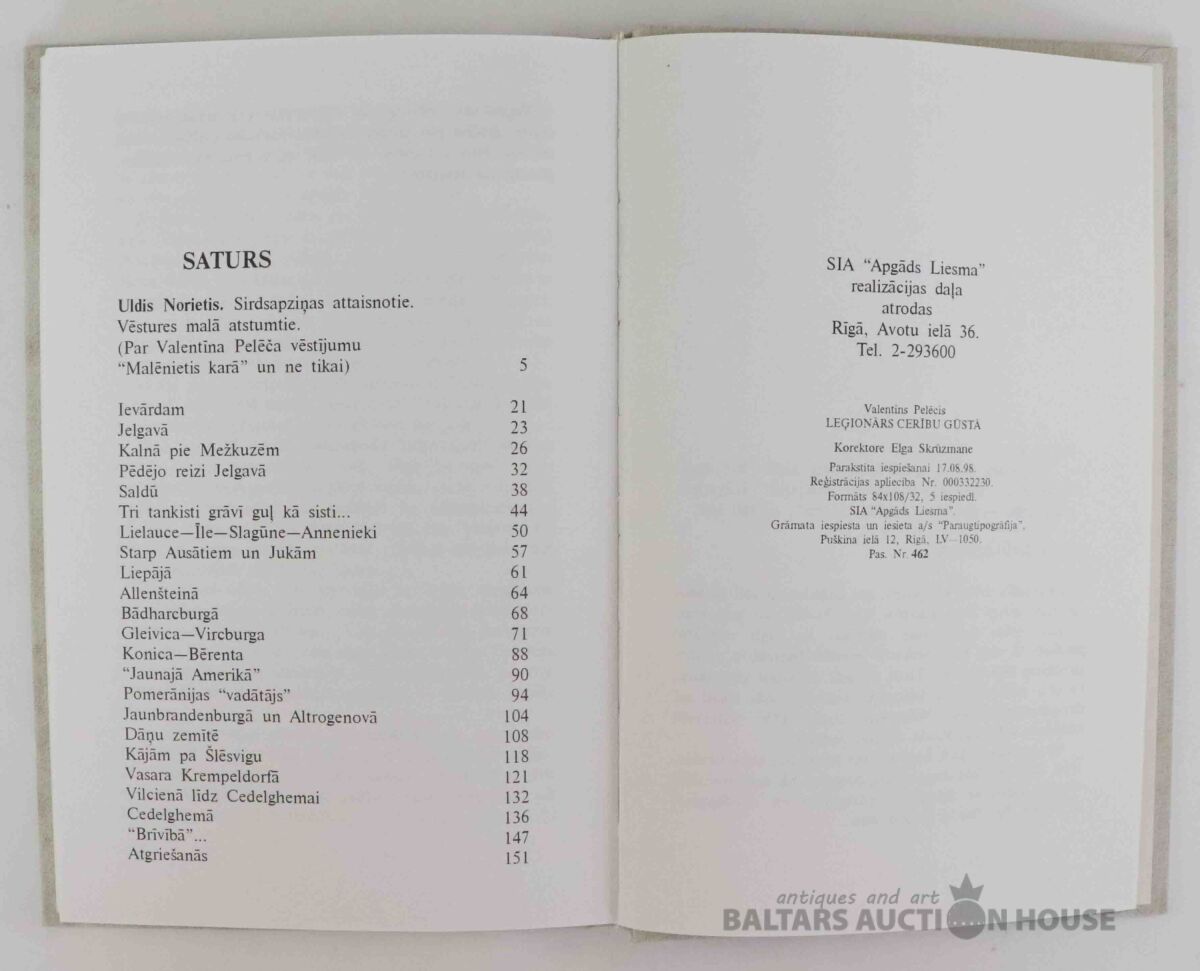 SATURS
Uldis Norietis. Sirdsapziņas attaisnotie.
Vēstures malā atstumtie.
(Par Valentīna Pelēča vēstījumu
“Malēnietis karā” un ne tikai) 5
Ievārdam 21
Jelgavā 23
Kalnā pie Mežkuzēm 26
Pēdējo reizi Jelgavā 32
Saldū 38
Tri tankisti grāvī guļ kā sisti... 44
Lielauce—Īle—Slagūne—Annenieki 50
Starp Ausātiem un Jukām 57
Liepājā 61
Allenšteinā 64
Bādharcburgā 68
Gleivica—Vircburga 71
Konica—Bērenta 88
“Jaunajā Amerikā” 90
Pomerānijas “vadātājs” 94
Jaunbrandenburgā un Altrogenovā 104
Dāņu zemītē 108
Kājām pa Šlēsvigu 118
Vasara Krempeldorfā 121
Vilcienā līdz Cedelghemai 132
Cedelghemā 136
“Brīvībā”... 147
Atgriešanās 151
SIA “Apgāds Liesma”
realizācijas daļa
atrodas
Rīgā, Avotu ielā 36.
Tel. 2-293600
Valentīns Pelēcis
LEĢIONĀRS CERĪBU GŪSTĀ
Korektore Elga Skrūzmane
Parakstīta iespiešanai 17.08.98.
Reģistrācijas apliecība Nr. 000332230.
Formāts 84x108/32, 5 iespiedl.
SIA “Apgāds Liesma”.
Grāmata iespiesta un iesieta a/s “Paraugtipogrāfija”,
Puškina ielā 12, Rīgā, LV—1050.
Pas. Nr. 462
antiques and art
BALTARS AUCTION HOUSE